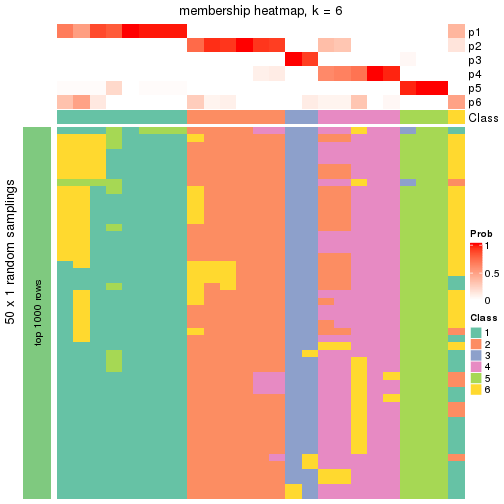 membership heatmap, k = 6
p1
p2
p3
p4
p5
p6
Class
50 x 1 random samplings
top 1000 rows
Prob
1
0.5
0
Class
1
2
3
4
5
6